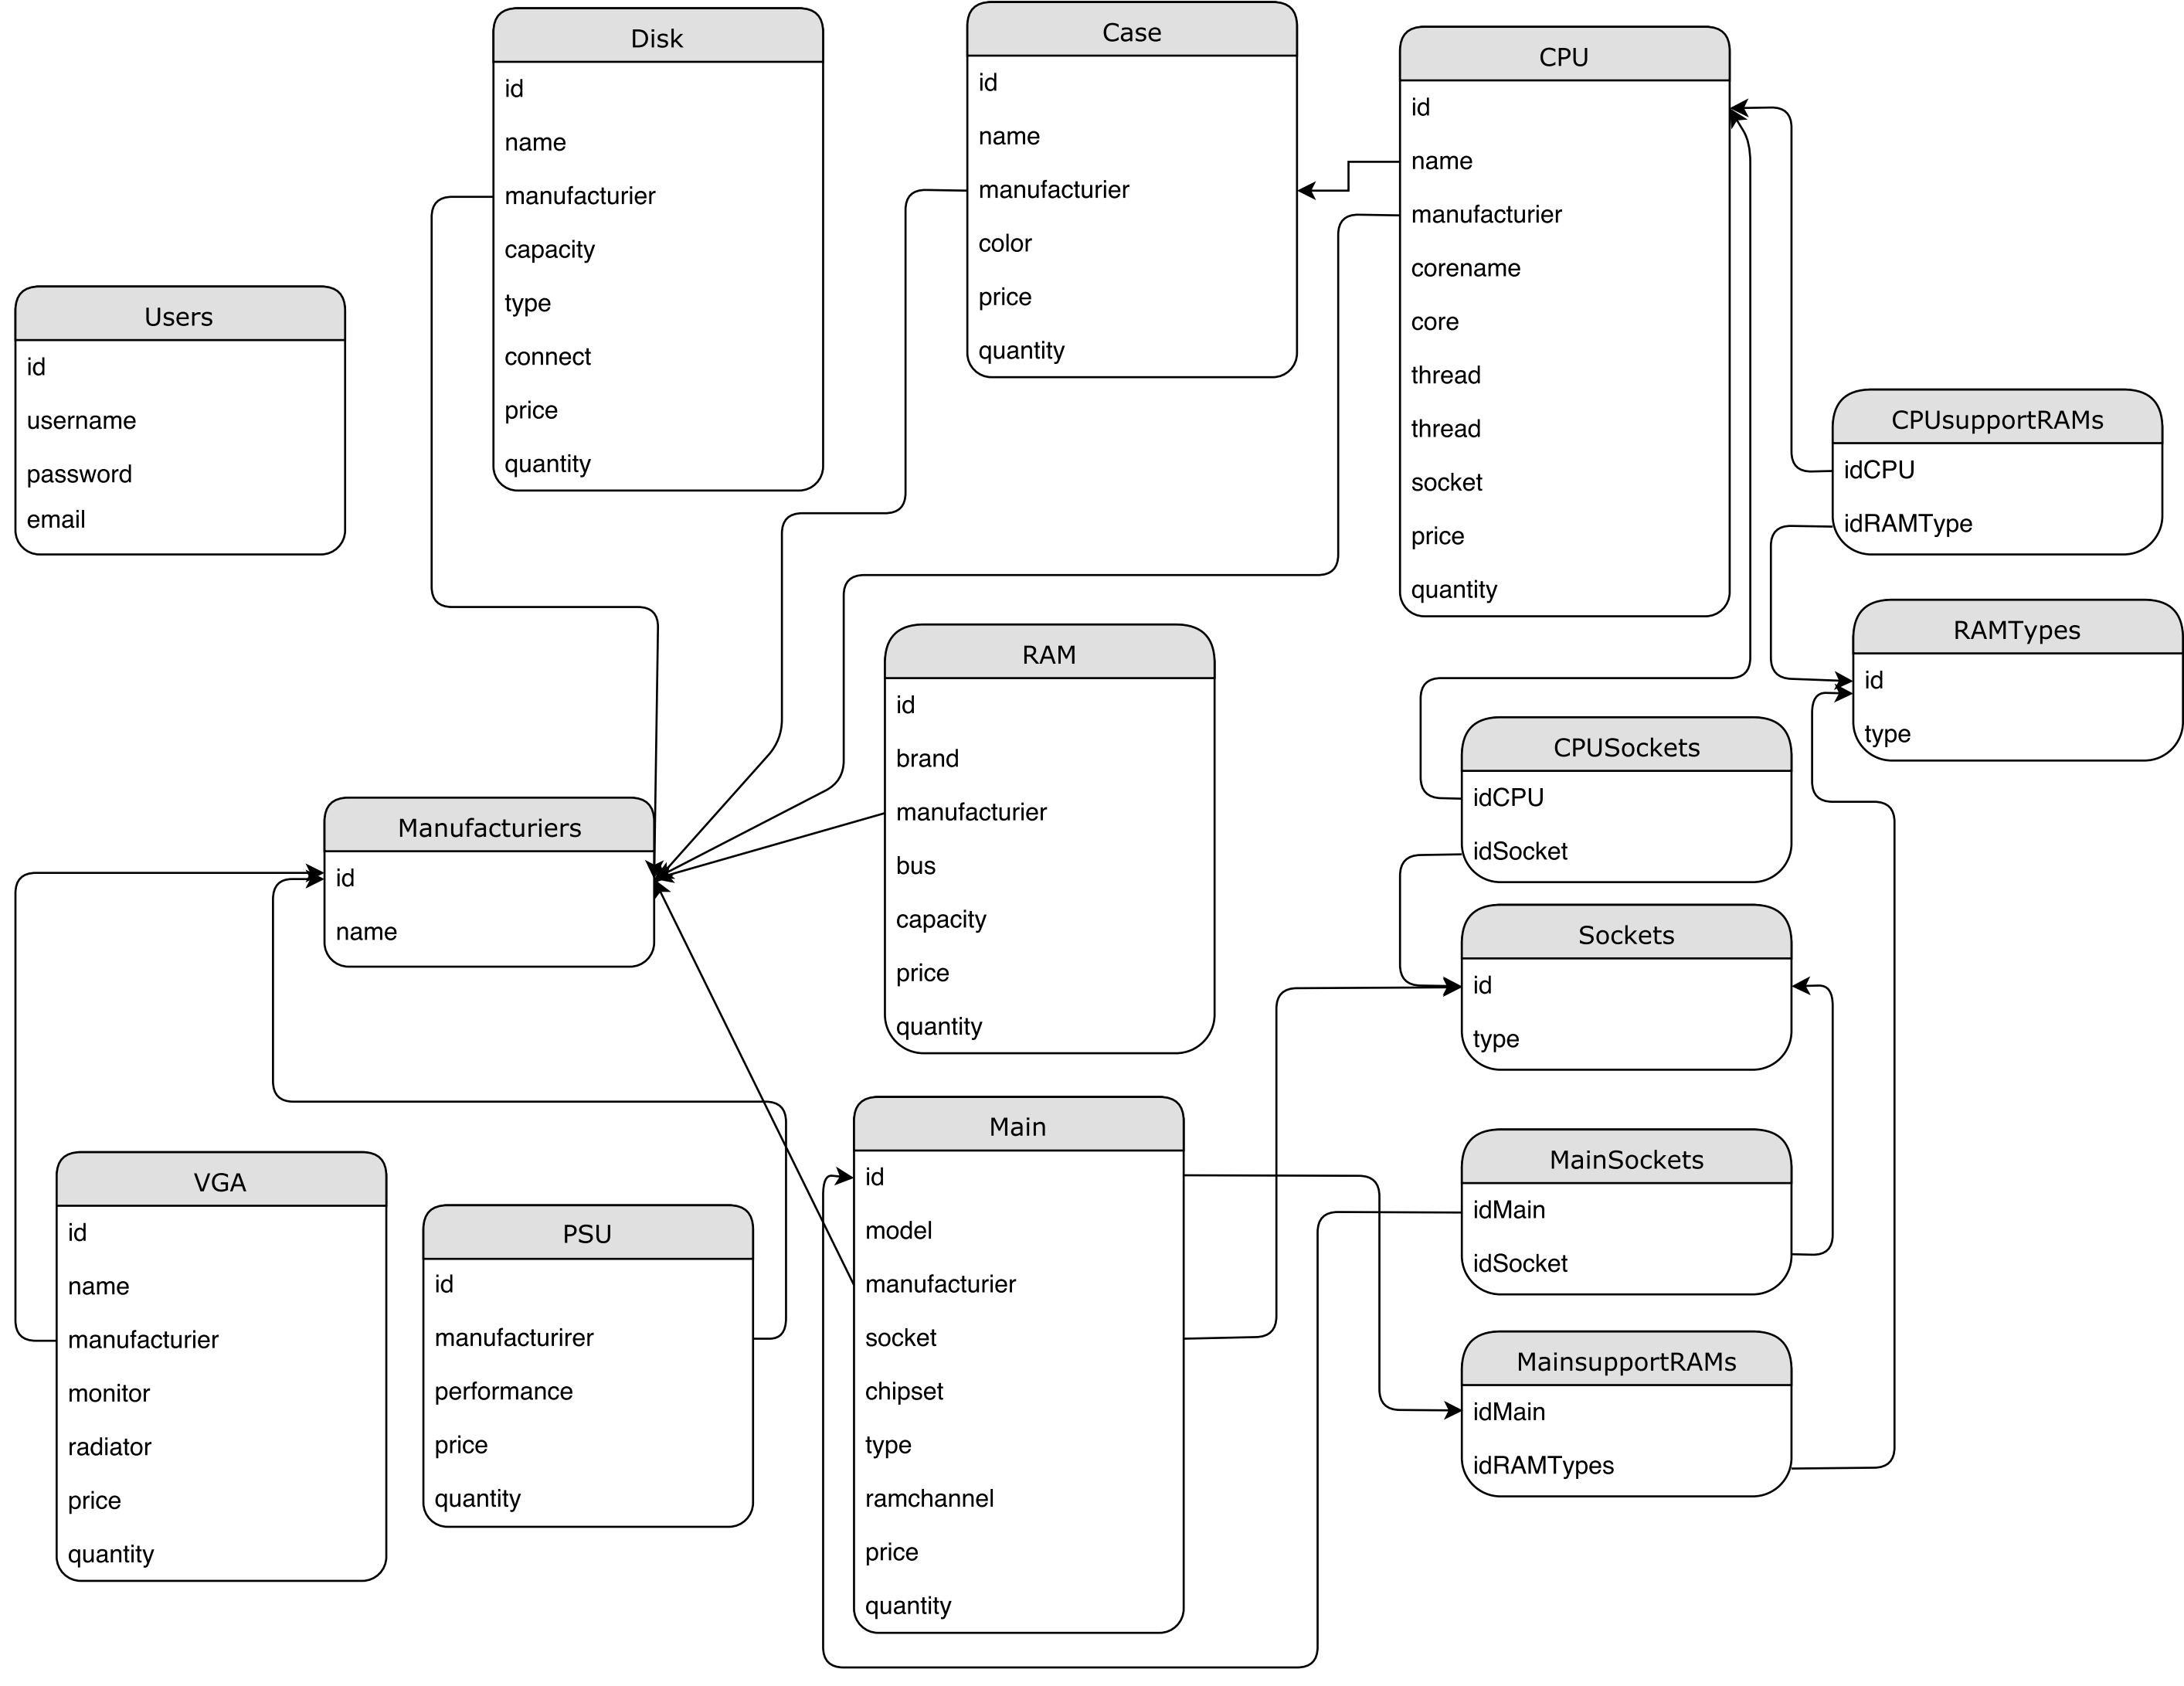 Disk
id
name
manufacturier
capacity
type
connect
price
quantity
Case
id
name
manufacturier
color
price
quantity
CPU
id
name
manufacturier
corename
core
thread
thread
socket
price
quantity
Users
id
username
password
email
CPUsupportRAMs
idCPU
idRAMType
RAMTypes
id
type
RAM
id
brand
manufacturier
bus
capacity
price
quantity
CPUSockets
idCPU
idSocket
Manufacturiers
id
name
Sockets
id
type
Main
id
model
manufacturier
socket
chipset
type
ramchannel
price
quantity
MainSockets
idMain
idSocket
VGA
id
name
manufacturier
monitor
radiator
price
quantity
PSU
id
manufacturirer
performance
price
quantity
MainsupportRAMs
idMain
idRAMTypes